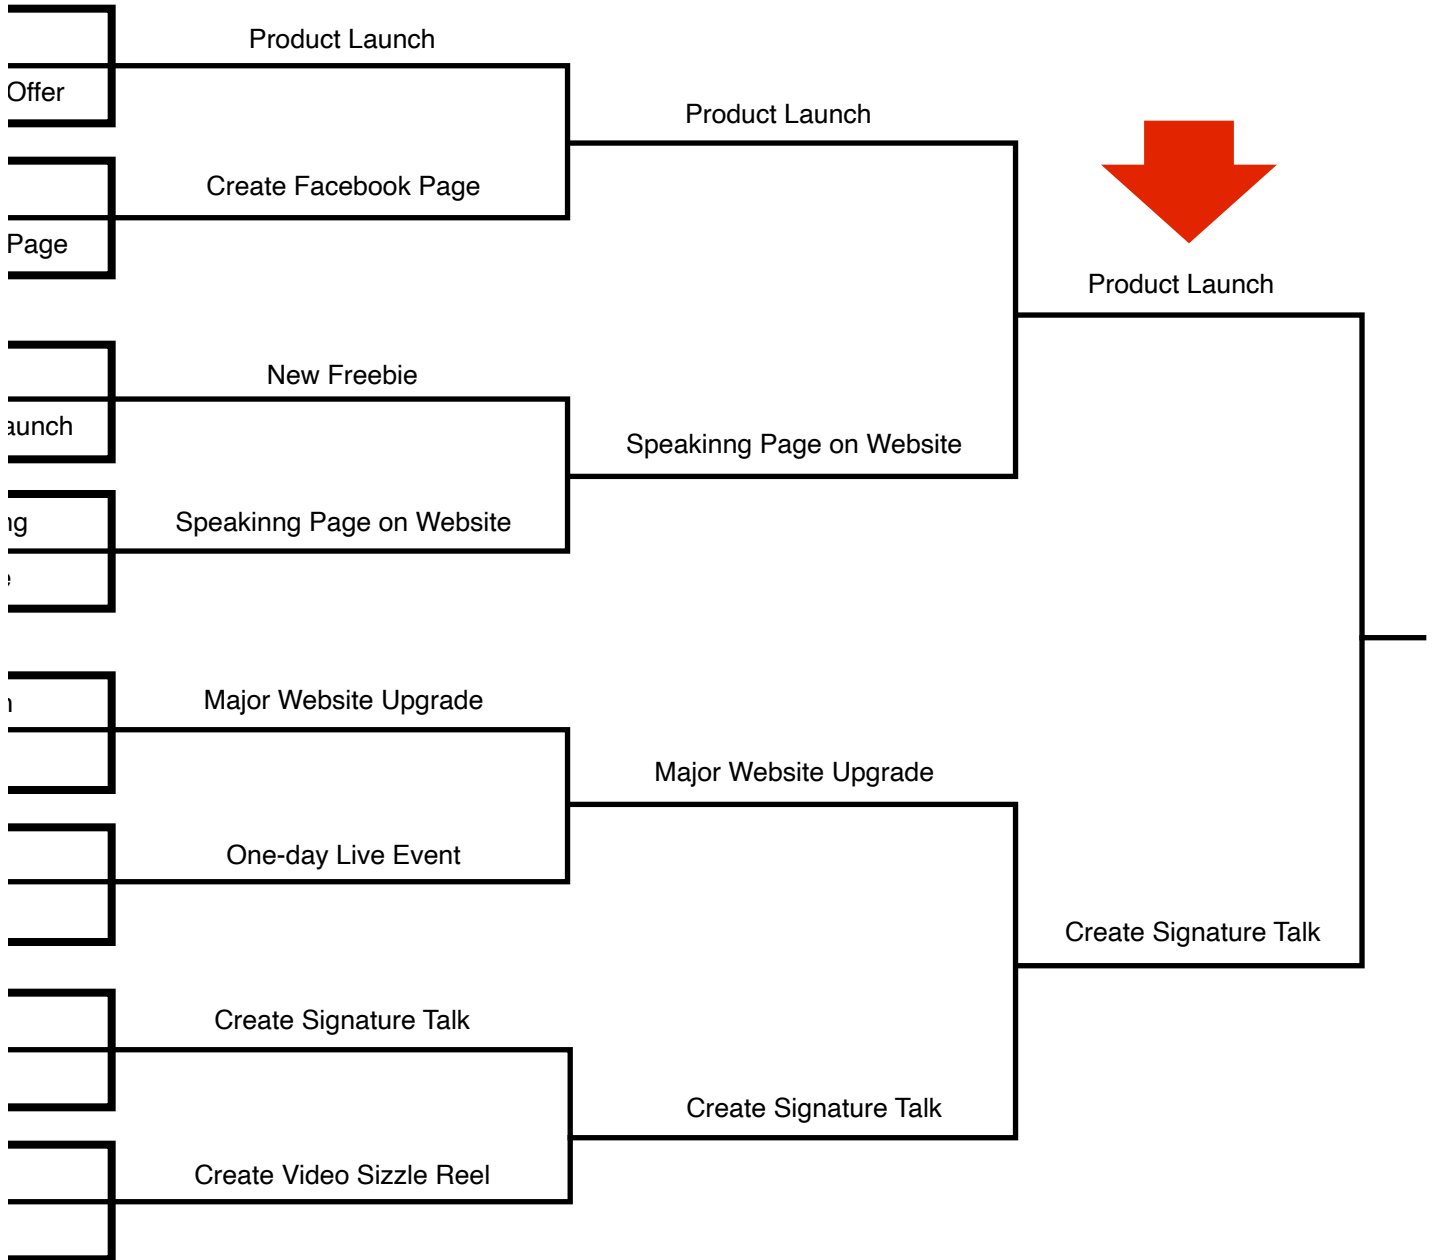 Product Launch
Offer
Product Launch
Create Facebook Page
Page
Product Launch
New Freebie
aunch
Speakinng Page on Website
ng
Speakinng Page on Website
Major Website Upgrade
Major Website Upgrade
One-day Live Event
Create Signature Talk
Create Signature Talk
Create Signature Talk
Create Video Sizzle Reel